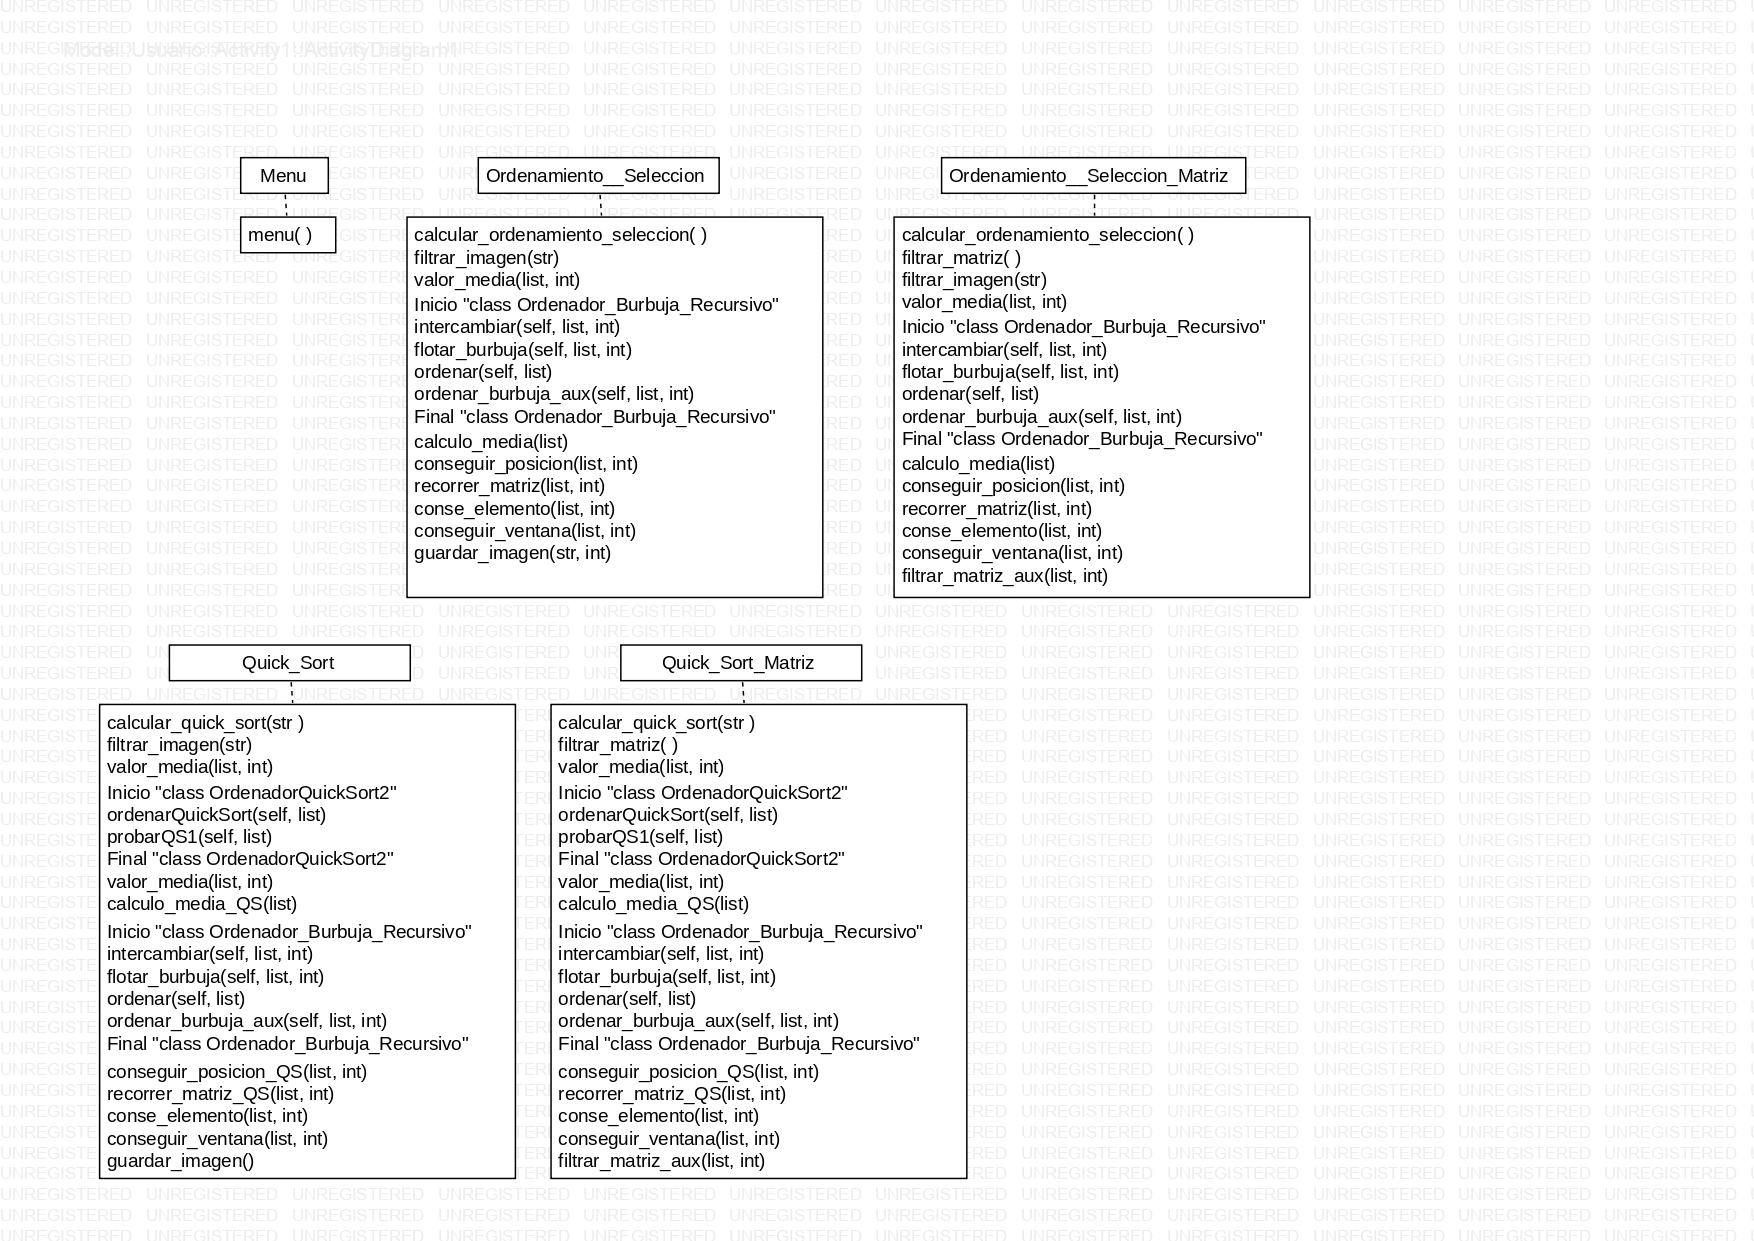 Menu
menu( )
Ordenamiento__Seleccion
calcular_ordenamiento_seleccion( )
filtrar_imagen(str)
valor_media(list, int)
Inicio "class Ordenador_Burbuja_Recursivo"
intercambiar(self, list, int)
flotar_burbuja(self, list, int)
ordenar(self, list)
ordenar_burbuja_aux(self, list, int)
Final "class Ordenador_Burbuja_Recursivo"
calculo_media(list)
conseguir_posicion(list, int)
recorrer_matriz(list, int)
conse_elemento(list, int)
conseguir_ventana(list, int)
guardar_imagen(str, int)
Ordenamiento__Seleccion_Matriz
calcular_ordenamiento_seleccion( )
filtrar_matriz( )
filtrar_imagen(str)
valor_media(list, int)
Inicio "class Ordenador_Burbuja_Recursivo"
intercambiar(self, list, int)
flotar_burbuja(self, list, int)
ordenar(self, list)
ordenar_burbuja_aux(self, list, int)
Final "class Ordenador_Burbuja_Recursivo"
calculo_media(list)
conseguir_posicion(list, int)
recorrer_matriz(list, int)
conse_elemento(list, int)
conseguir_ventana(list, int)
filtrar_matriz_aux(list, int)
Quick_Sort
calcular_quick_sort(str )
filtrar_imagen(str)
valor_media(list, int)
Inicio "class OrdenadorQuickSort2"
ordenarQuickSort(self, list)
probarQS1(self, list)
Final "class OrdenadorQuickSort2"
valor_media(list, int)
calculo_media_QS(list)
Inicio "class Ordenador_Burbuja_Recursivo"
intercambiar(self, list, int)
flotar_burbuja(self, list, int)
ordenar(self, list)
ordenar_burbuja_aux(self, list, int)
Final "class Ordenador_Burbuja_Recursivo"
conseguir_posicion_QS(list, int)
recorrer_matriz_QS(list, int)
conse_elemento(list, int)
conseguir_ventana(list, int)
guardar_imagen()
Quick_Sort_Matriz
calcular_quick_sort(str )
filtrar_matriz( )
valor_media(list, int)
Inicio "class OrdenadorQuickSort2"
ordenarQuickSort(self, list)
probarQS1(self, list)
Final "class OrdenadorQuickSort2"
valor_media(list, int)
calculo_media_QS(list)
Inicio "class Ordenador_Burbuja_Recursivo"
intercambiar(self, list, int)
flotar_burbuja(self, list, int)
ordenar(self, list)
ordenar_burbuja_aux(self, list, int)
Final "class Ordenador_Burbuja_Recursivo"
conseguir_posicion_QS(list, int)
recorrer_matriz_QS(list, int)
conse_elemento(list, int)
conseguir_ventana(list, int)
filtrar_matriz_aux(list, int)